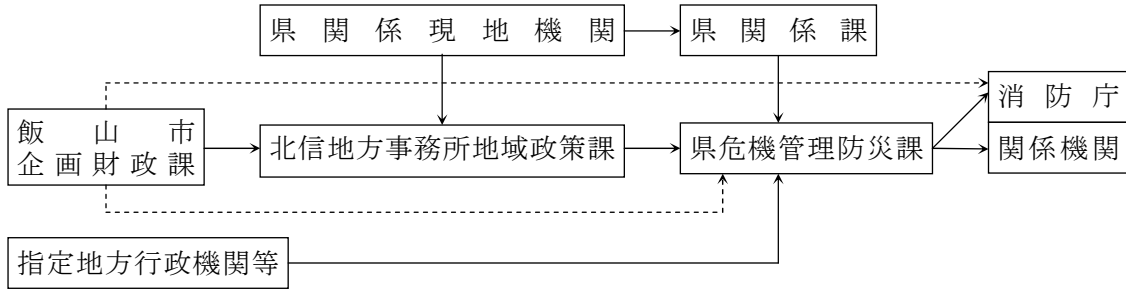 県関係現地機関
県関係課
消防庁
飯山市
企画財政課
北信地方事務所地域政策課
県危機管理防災課
関係機関
指定地方行政機関等